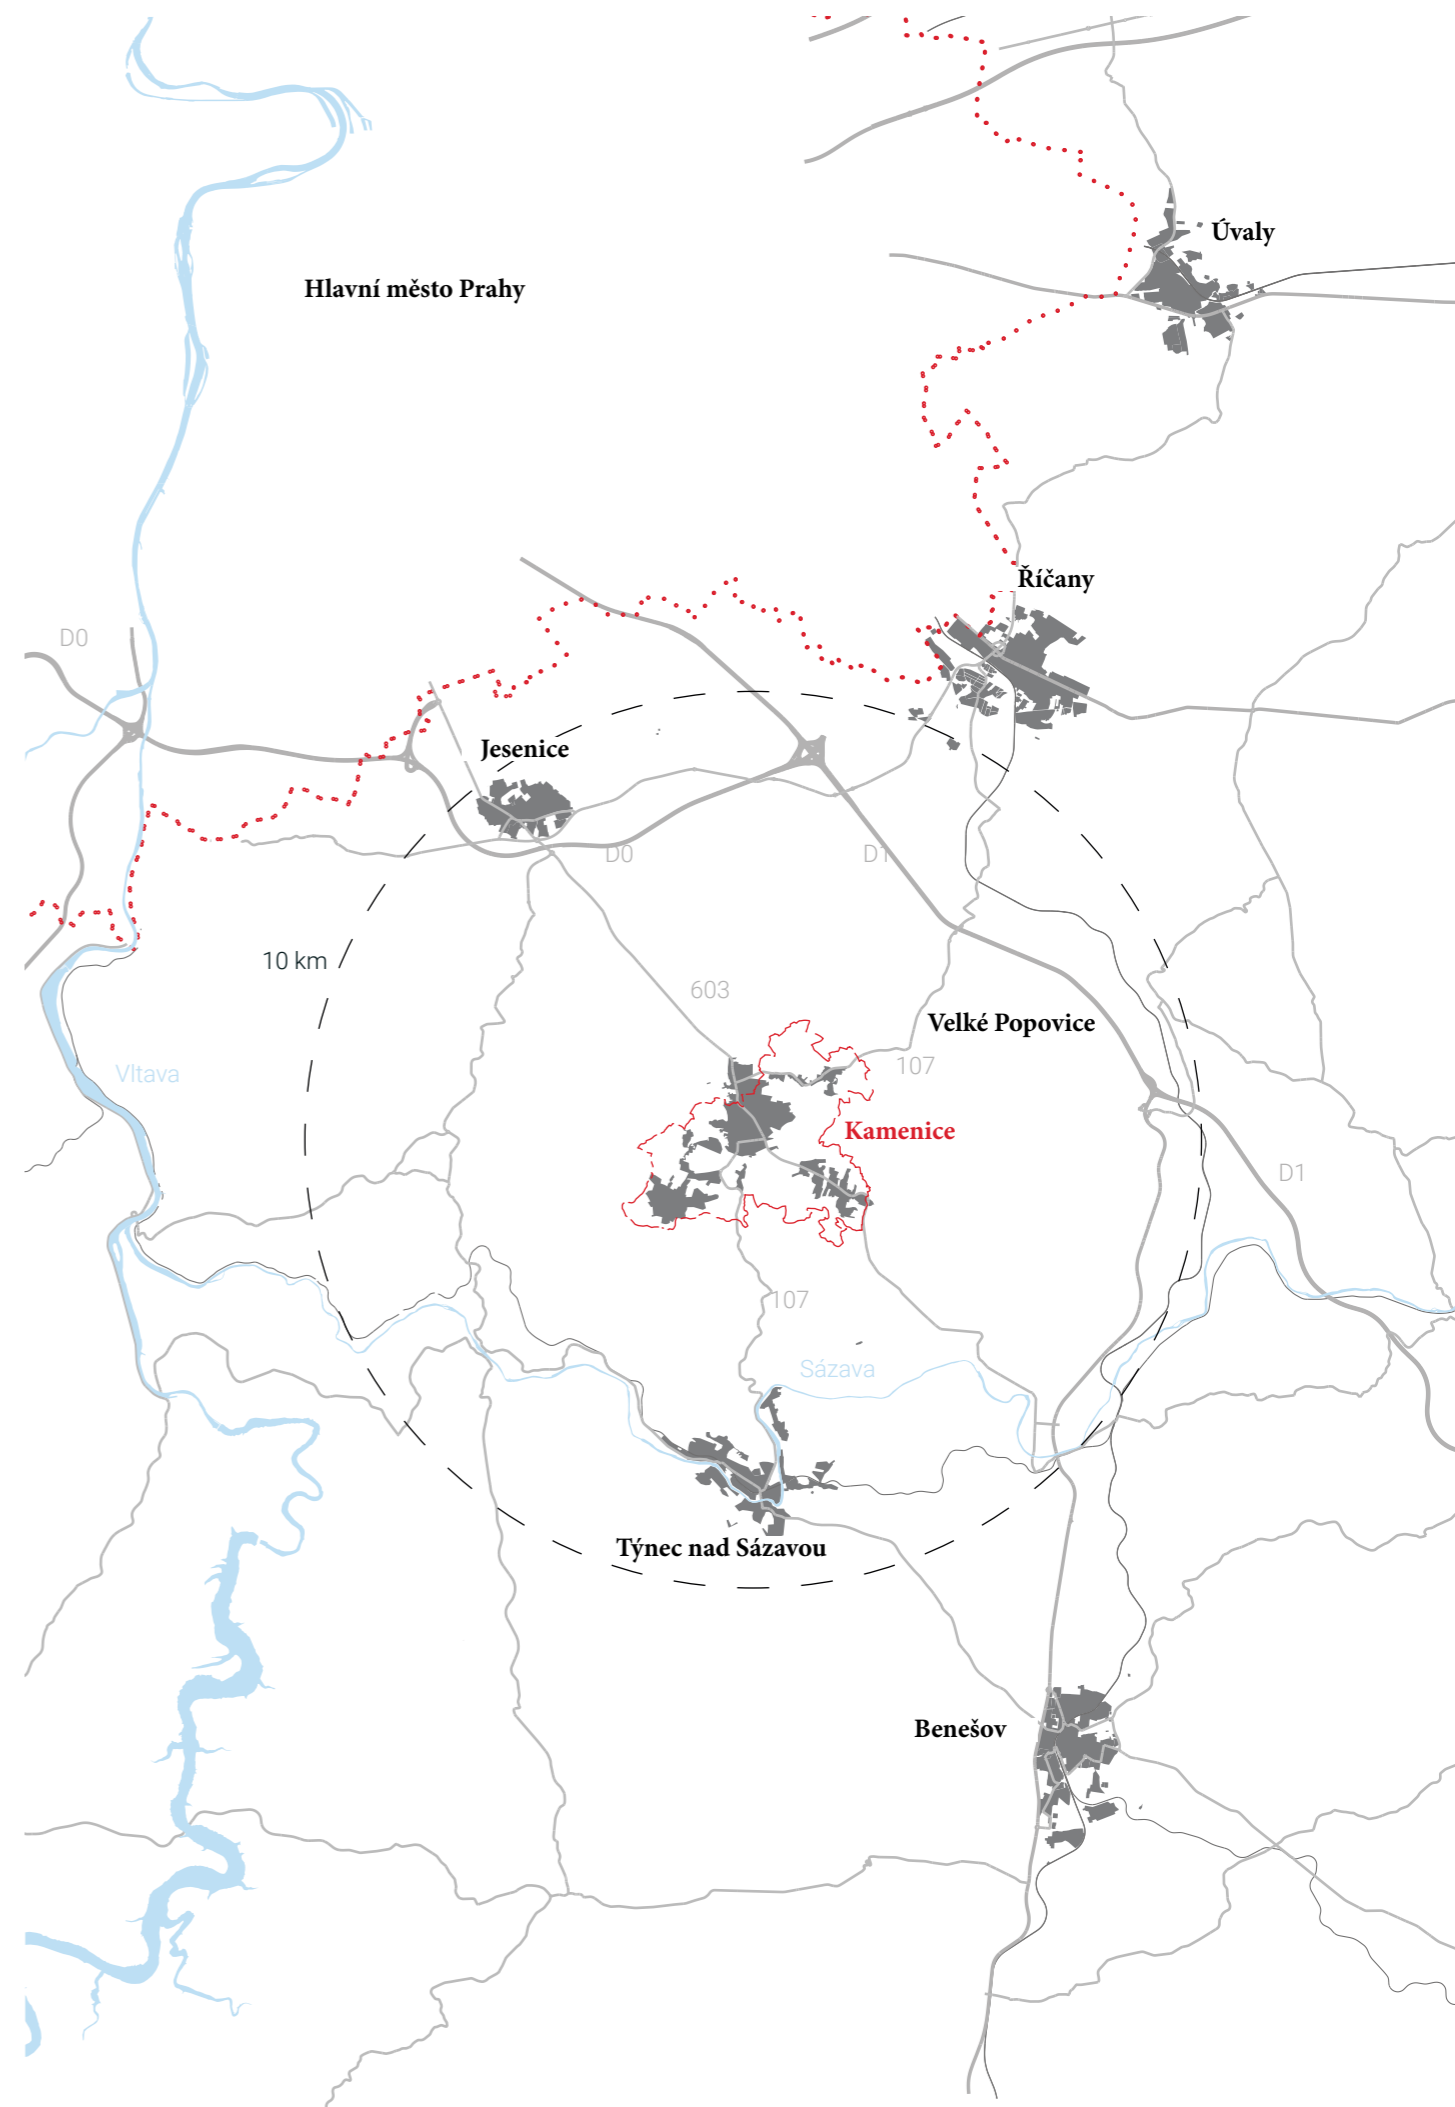 Úvaly
Hlavní město Prahy
Říčany
D0
Jesenice
D0
D1
10 km
603
Velké Popovice
107
Vltava
Kamenice
D1
107
Sázava
Týnec nad Sázavou
Benešov